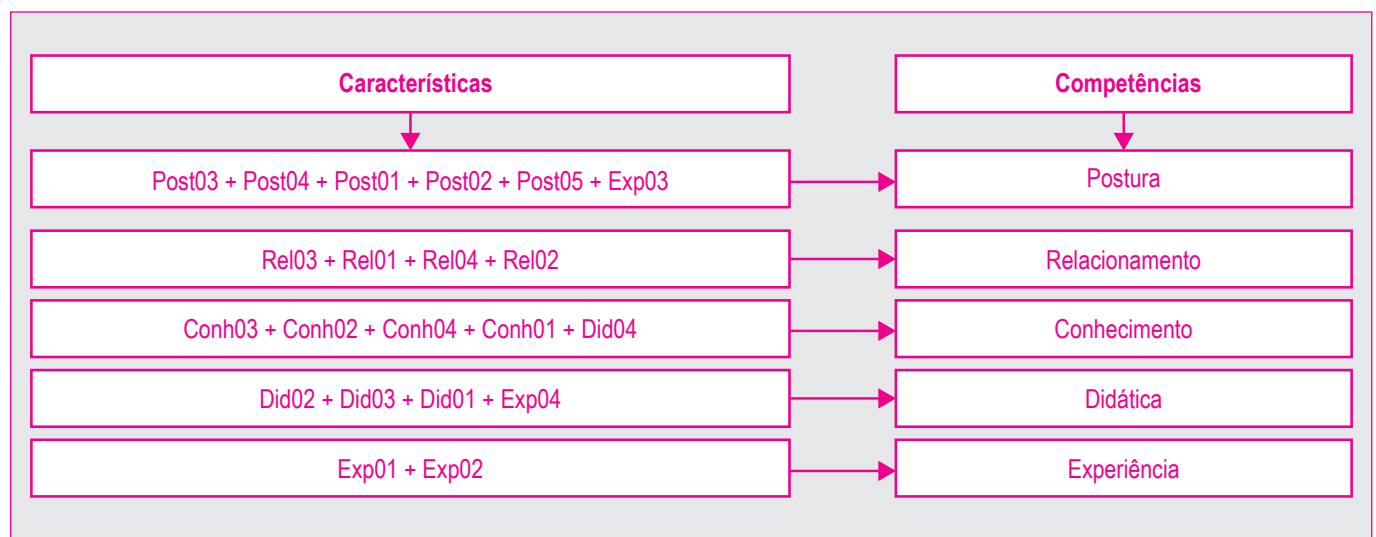 Características
Competências
Post03 + Post04 + Post01 + Post02 + Post05 + Exp03
Postura
Rel03 + Rel01 + Rel04 + Rel02
Relacionamento
Conh03 + Conh02 + Conh04 + Conh01 + Did04
Conhecimento
Did02 + Did03 + Did01 + Exp04
Didática
Exp01 + Exp02
Experiência